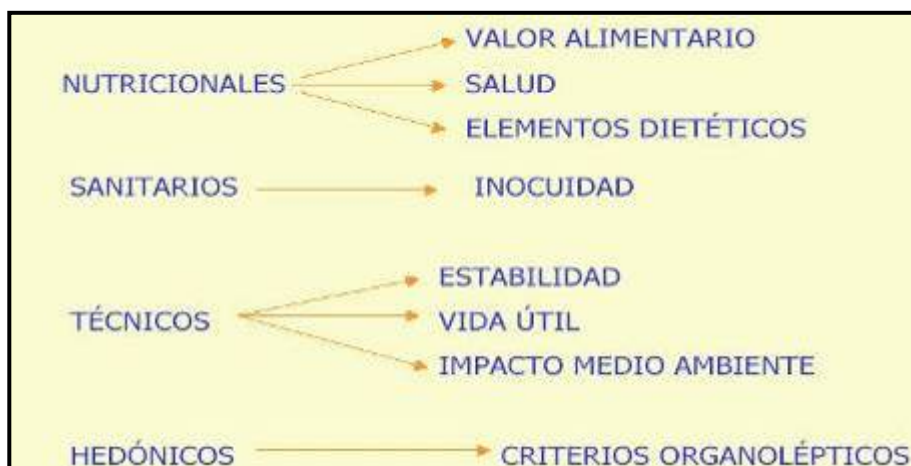 VALOR ALIMENTARIO
NUTRICIONALES
SALUD
ELEMENTOS DIETÉTICOS
SANITARIOS
INOCUIDAD
ESTABILIDAD
TÉCNICOS
VIDA ÚTIL
IMPACTO MEDIO AMBIENTE
HEDÓNICOS
CRITERIOS ORGANOLÉPTICOS